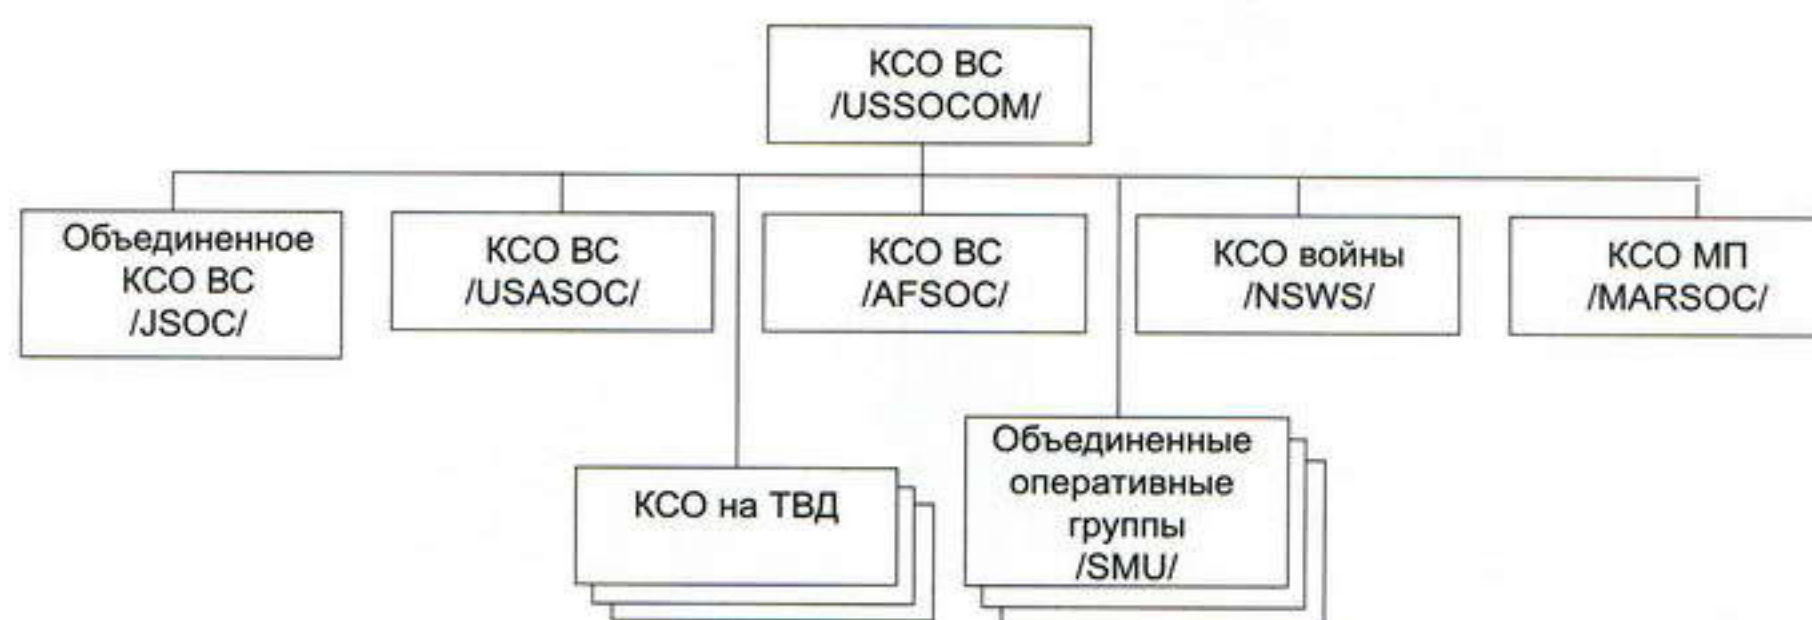 КСО ВС
/USSOCOM/
Объединенное
КСО ВС
/JSOC/
КСО ВС
/USASOC/
КСО ВС
/AFSOC/
КСО войны
/NSWS/
КСО МП
/MARSOC/
КСО на ТВД
Объединенные
оперативные
группы
/SMU/